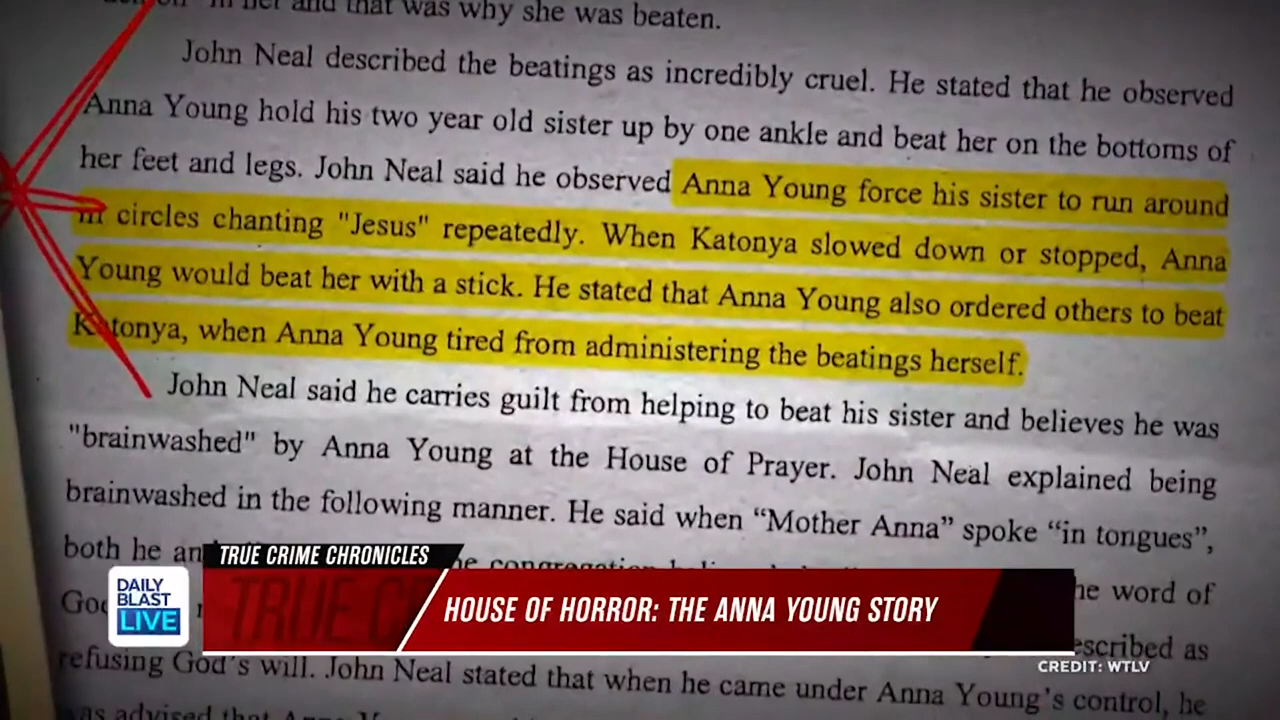 in her and that was why she was beaten.
John Neal described the beatings as incredibly cruel. He stated that he observed
Anna Young hold his two year old sister up by one ankle and beat her on the bottoms of
her feet and legs. John Neal said he observed Anna Young force his sister to run around
in circles chanting "Jesus" repeatedly. When Katonya slowed down or stopped, Anna
Young would beat her with a stick. He stated that Anna Young also ordered others to beat
Katonya, when Anna Young tired from administering the beatings herself.
John Neal said he carries guilt from helping to beat his sister and believes he was
"brainwashed" by Anna Young at the House of Prayer. John Neal explained being
brainwashed in the following manner. He said when “Mother Anna” spoke “in tongues”,
both he
he word of
refusing God's will. John Neal stated that when he came under Anna Young's control, he
was advised that
TRUE CRIME CHRONICLES
DAILY
BLAST
LIVE
TRUE C
HOUSE OF HORROR: THE ANNA YOUNG STORY
CREDIT: WTLV